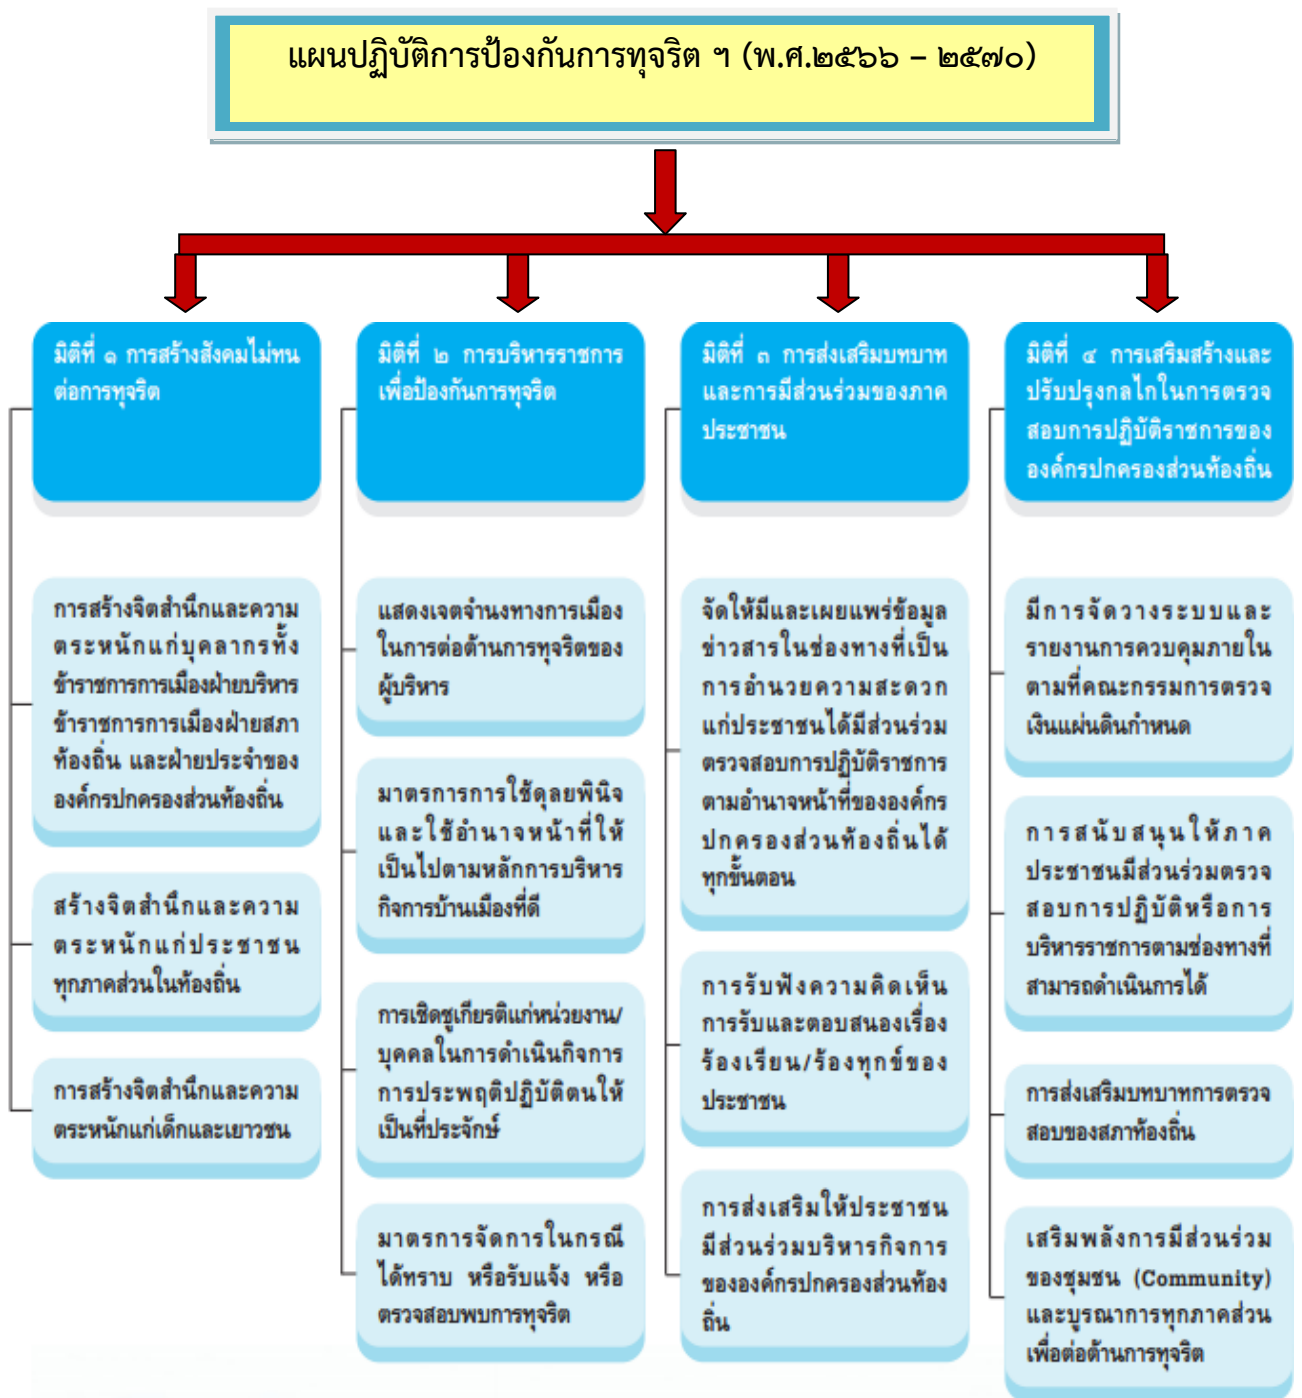 แผนปฏิบัติการป้องกันการทุจริต ฯ (พ.ศ.๒๕๖๖ – ๒๕๗๐)
มิติที่ ๑ การสร้างสังคมไม่ทน
ต่อการทุจริต
การสร้างจิตสำนึกและความ
ตระหนักแก่บุคลากรทั้ง
ข้าราชการการเมืองฝ่ายบริหาร
ข้าราชการการเมืองฝ่ายสภา
ท้องถิ่น และฝ่ายประจำของ
องค์กรปกครองส่วนท้องถิ่น
สร้างจิตสำนึกและความ
ตระหนักแก่ประชาชน
ทุกภาคส่วนในท้องถิ่น
การสร้างจิตสำนึกและความ
ตระหนักแก่เด็กและเยาวชน
มิติที่ ๒ การบริหารราชการ
เพื่อป้องกันการทุจริต
แสดงเจตจำนงทางการเมือง
ในการต่อต้านการทุจริตของ
ผู้บริหาร
มาตรการการใช้ดุลยพินิจ
และใช้อำนาจหน้าที่ให้
เป็นไปตามหลักการบริหาร
กิจการบ้านเมืองที่ดี
การเชิดชูเกียรติแก่หน่วยงาน/
บุคคลในการดำเนินกิจการ
การประพฤติปฏิบัติตนให้
เป็นที่ประจักษ์
มาตรการจัดการในกรณี
ได้ทราบ หรือรับแจ้ง หรือ
ตรวจสอบพบการทุจริต
มิติที่ ๓ การส่งเสริมบทบาท
และการมีส่วนร่วมของภาค
ประชาชน
จัดให้มีและเผยแพร่ข้อมูล
ข่าวสารในช่องทางที่เป็น
การอำนวยความสะดวก
แก่ประชาชนได้มีส่วนร่วม
ตรวจสอบการปฏิบัติราชการ
ตามอำนาจหน้าที่ขององค์กร
ปกครองส่วนท้องถิ่นได้
ทุกขั้นตอน
การรับฟังความคิดเห็น
การรับและตอบสนองเรื่อง
ร้องเรียน/ร้องทุกข์ของ
ประชาชน
การส่งเสริมให้ประชาชน
มีส่วนร่วมบริหารกิจการ
ขององค์กรปกครองส่วนท้อง
ถิ่น
มิติที่ ๔ การเสริมสร้างและ
ปรับปรุงกลไกในการตรวจ
สอบการปฏิบัติราชการของ
องค์กรปกครองส่วนท้องถิ่น
มีการจัดวางระบบและ
รายงานการควบคุมภายใน
ตามที่คณะกรรมการตรวจ
เงินแผ่นดินกำหนด
การสนับสนุนให้ภาค
ประชาชนมีส่วนร่วมตรวจ
สอบการปฏิบัติหรือการ
บริหารราชการตามช่องทางที่
สามารถดำเนินการได้
การส่งเสริมบทบาทการตรวจ
สอบของสภาท้องถิ่น
เสริมพลังการมีส่วนร่วม
ของชุมชน (Community)
และบูรณาการทุกภาคส่วน
เพื่อต่อต้านการทุจริต